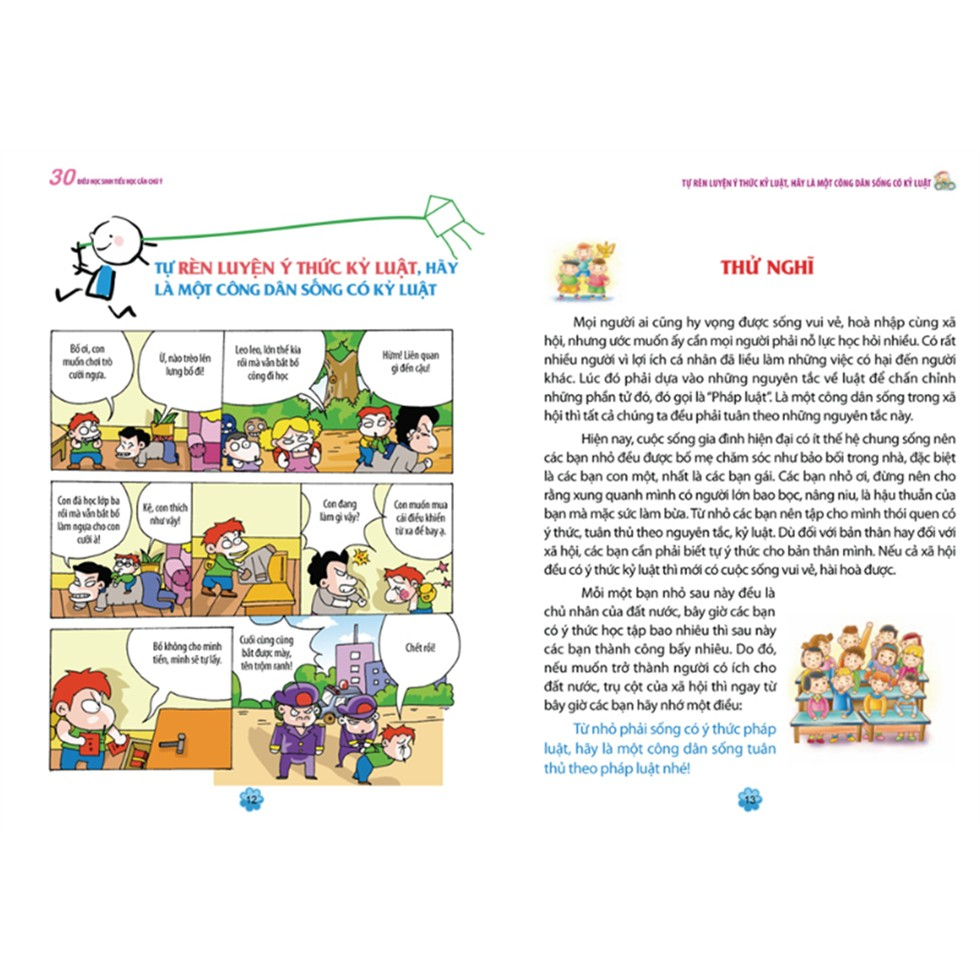 30 ĐIỀU HỌC SINH TIỂU HỌC CẦN CHÚ Ý
TỰ RÈN LUYỆN Ý THỨC KỶ LUẬT, HÃY
LÀ MỘT CÔNG DÂN SỐNG CÓ KỶ LUẬT
Bố ơi, con
muốn chơi trò
cưỡi ngựa.
Ừ, nào trèo lên
lưng bố đi!
Leo leo, lớn thế kia
rồi mà vẫn bắt bố
cõng đi học
Hừm! Liên quan
gì đến cậu!
Con đã học lớp ba
rồi mà vẫn bắt bố
làm ngựa cho con
cưỡi à!
Kệ, con thích
như vậy!
Con đang
làm gì vậy?
Con muốn mua
cái điều khiển
từ xa để bay ạ.
Bố không cho mình
tiền, mình sẽ tự lấy.
Cuối cùng cũng
bắt được mày,
tên trộm ranh!
Chết rồi!
12
TỰ RÈN LUYỆN Ý THỨC KỶ LUẬT, HÃY LÀ MỘT CÔNG DÂN SỐNG CÓ KỶ LUẬT
THỬ NGHĨ
Mọi người ai cũng hy vọng được sống vui vẻ, hoà nhập cùng xã
hội, nhưng ước muốn ấy cần mọi người phải nỗ lực học hỏi nhiều. Có rất
nhiều người vì lợi ích cá nhân đã liều làm những việc có hại đến người
khác. Lúc đó phải dựa vào những nguyên tắc về luật để chấn chỉnh
những phần tử đó, đó gọi là “Pháp luật”. Là một công dân sống trong xã
hội thì tất cả chúng ta đều phải tuân theo những nguyên tắc này.
Hiện nay, cuộc sống gia đình hiện đại có ít thế hệ chung sống nên
các bạn nhỏ đều được bố mẹ chăm sóc như bảo bối trong nhà, đặc biệt
là các bạn con một, nhất là các bạn gái. Các bạn nhỏ ơi, đừng nên cho
rằng xung quanh mình có người lớn bao bọc, nâng niu, là hậu thuẫn của
bạn mà mặc sức làm bừa. Từ nhỏ các bạn nên tập cho mình thói quen có
ý thức, tuân thủ theo nguyên tắc, kỷ luật. Dù đối với bản thân hay đối với
xã hội, các bạn cần phải biết tự ý thức cho bản thân mình. Nếu cả xã hội
đều có ý thức kỷ luật thì mới có cuộc sống vui vẻ, hài hoà được.
Mỗi một bạn nhỏ sau này đều là
chủ nhân của đất nước, bây giờ các bạn
có ý thức học tập bao nhiêu thì sau này
các bạn thành công bấy nhiêu. Do đó,
nếu muốn trở thành người có ích cho
đất nước, trụ cột của xã hội thì ngay từ
bây giờ các bạn hãy nhớ một điều:
Từ nhỏ phải sống có ý thức pháp
luật, hãy là một công dân sống tuân
thủ theo pháp luật nhé!
13